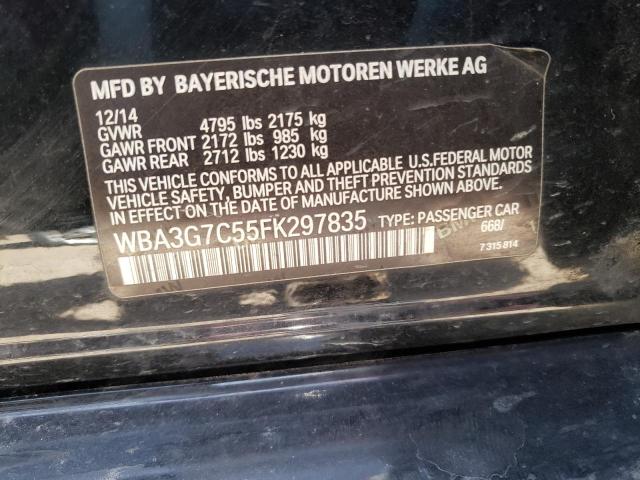 MFD BY BAYERISCHE MOTOREN WERKE AG
12/14
GVWR 4795 lbs 2175 kg
GAWR FRONT 2172 lbs 985 kg
GAWR REAR 2712 lbs 1230 kg
THIS VEHICLE CONFORMS TO ALL APPLICABLE U.S. FEDERAL MOTOR
VEHICLE SAFETY, BUMPER AND THEFT PREVENTION STANDARDS
IN EFFECT ON THE DATE OF MANUFACTURE SHOWN ABOVE.
WBA3G7C55FK297835 TYPE: PASSENGER CAR
668/
7 315 814